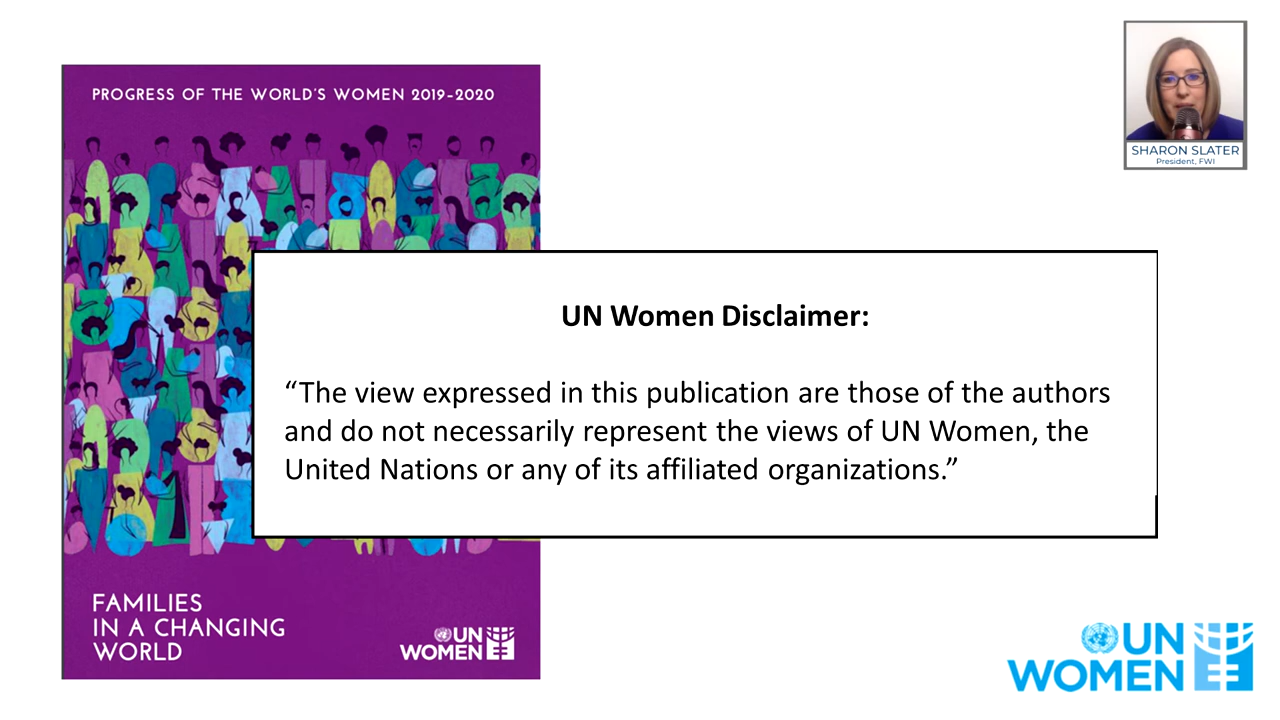 PROGRESS OF THE WORLD'S WOMEN 2019-2020
SHARON SLATER
President, FWI
UN Women Disclaimer:
“The view expressed in this publication are those of the authors
and do not necessarily represent the views of UN Women, the
United Nations or any of its affiliated organizations.”
FAMILIES
IN A CHANGING
WORLD
UN
WOMEN
UN
WOMEN